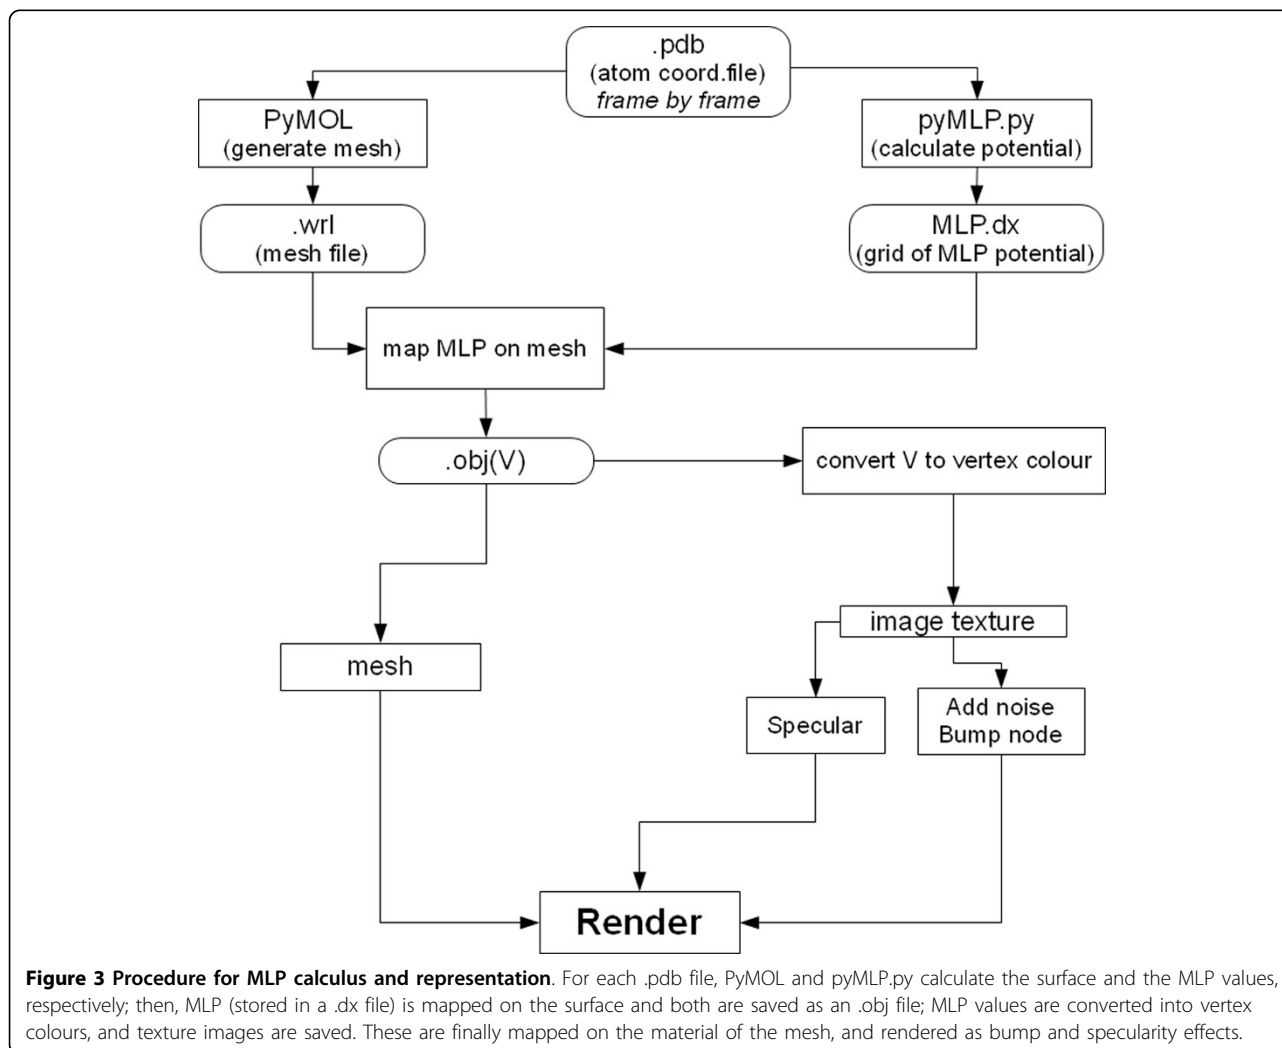 .pdb
(atom coord.file)
frame by frame
PyMOL
(generate mesh)
pyMLP.py
(calculate potential)
.wrl
(mesh file)
MLP.dx
(grid of MLP potential)
map MLP on mesh
.obj(V)
convert V to vertex colour
image texture
mesh
Specular
Add noise
Bump node
Render
Figure 3 Procedure for MLP calculus and representation. For each .pdb file, PyMOL and pyMLP.py calculate the surface and the MLP values,
respectively; then, MLP (stored in a .dx file) is mapped on the surface and both are saved as an .obj file; MLP values are converted into vertex
colours, and texture images are saved. These are finally mapped on the material of the mesh, and rendered as bump and specularity effects.